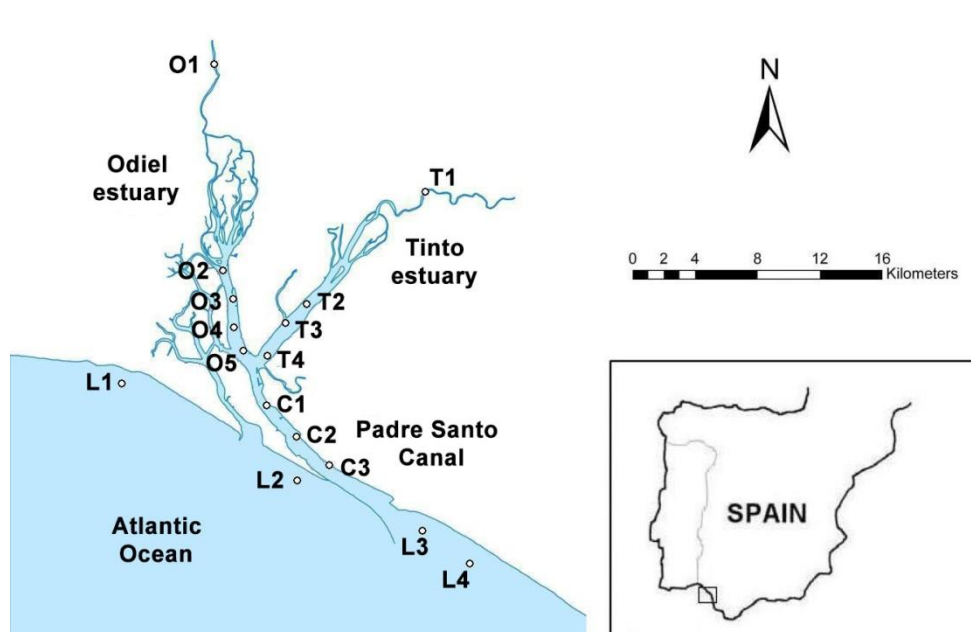 O1
N
T1
Odiel
estuary
Tinto
estuary
0 2 4 8 12 16
Kilometers
O2
O3
T2
O4
T3
O5
T4
L1
C1
C2
Padre Santo
Canal
C3
L2
SPAIN
Atlantic
Ocean
L3
L4